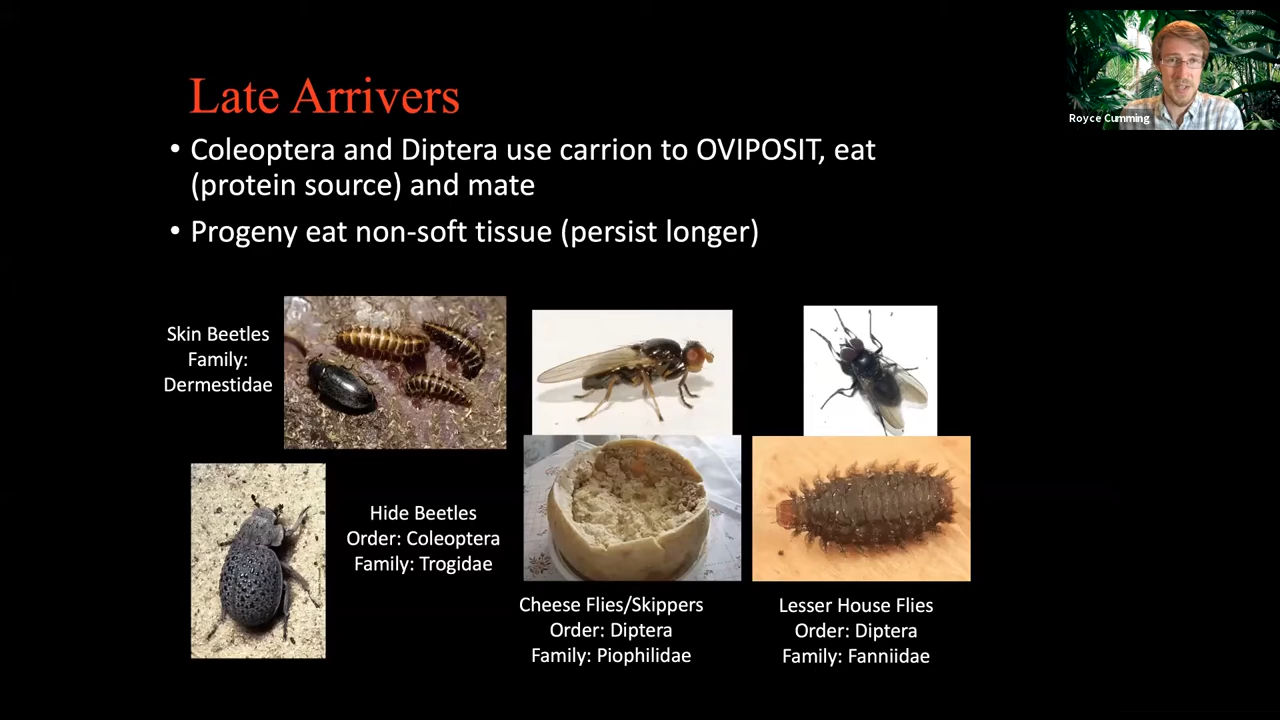 Late Arrivers
• Coleoptera and Diptera use carrion to OVIPOSIT, eat
(protein source) and mate
• Progeny eat non-soft tissue (persist longer)
Royce Cumming
Skin Beetles
Family:
Dermestidae
Hide Beetles
Order: Coleoptera
Family: Trogidae
Cheese Flies/Skippers
Order: Diptera
Family: Piophilidae
Lesser House Flies
Order: Diptera
Family: Fanniidae